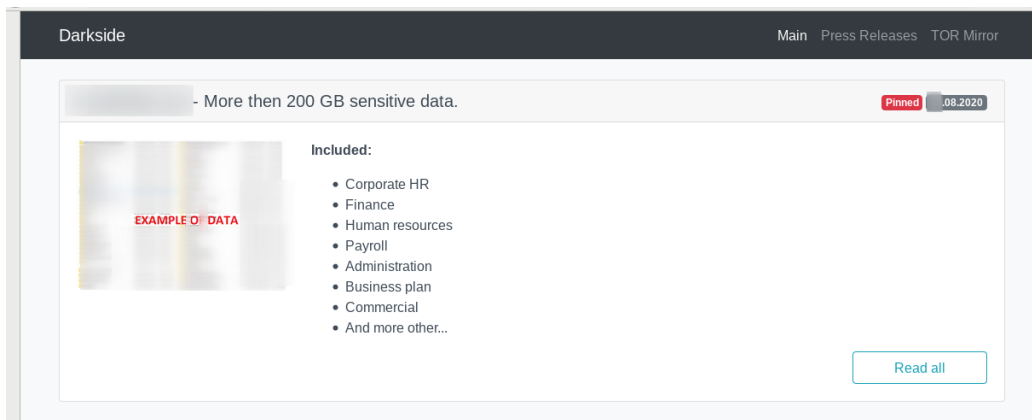 Darkside
Main Press Releases TOR Mirror
- More then 200 GB sensitive data.
Pinned .08.2020
Included:
EXAMPLE OF DATA
Corporate HR
Finance
Human resources
Payroll
Administration
Business plan
Commercial
And more other...
Read all